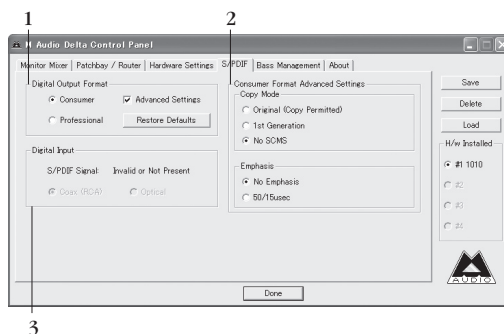 1
2
M Audio Delta Control Panel
Monitor Mixer
Patchbay / Router
Hardware Settings
S/PDIF
Bass Management
About
Digital Output Format
Consumer
Advanced Settings
Professional
Restore Defaults
Digital Input
S/PDIF Signal: Invalid or Not Present
Coax (RCA)
Optical
Consumer Format Advanced Settings
Copy Mode
Original (Copy Permitted)
1st Generation
No SCMS
Emphasis
No Emphasis
50/15usec
Save
Delete
Load
H/w Installed
#1 1010
#2
#3
#4
M AUDIO
Done
3